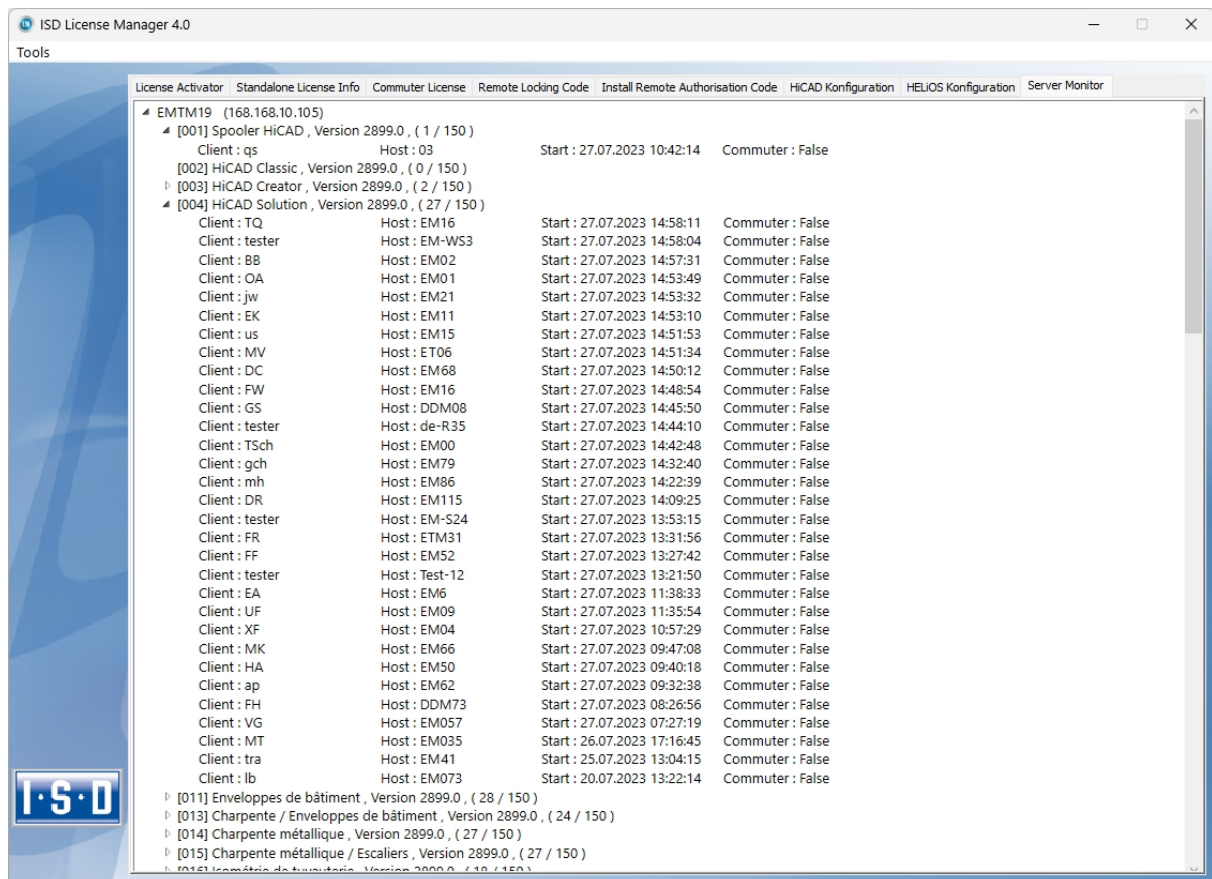 ISD License Manager 4.0
Tools
License Activator Standalone License Info Commuter License Remote Locking Code Install Remote Authorisation Code HiCAD Konfiguration HELiOS Konfiguration Server Monitor
EMTM19 (168.168.10.105)
[001] Spooler HiCAD , Version 2899.0 , ( 1 / 150 )
Client : qs Host : 03 Start : 27.07.2023 10:42:14 Commuter : False
[002] HiCAD Classic , Version 2899.0 , ( 0 / 150 )
[003] HiCAD Creator , Version 2899.0 , ( 2 / 150 )
[004] HiCAD Solution , Version 2899.0 , ( 27 / 150 )
Client : TQ Host : EM16 Start : 27.07.2023 14:58:11 Commuter : False
Client : tester Host : EM-WS3 Start : 27.07.2023 14:58:04 Commuter : False
Client : BB Host : EM02 Start : 27.07.2023 14:57:31 Commuter : False
Client : OA Host : EM01 Start : 27.07.2023 14:53:49 Commuter : False
Client : jw Host : EM21 Start : 27.07.2023 14:53:32 Commuter : False
Client : EK Host : EM11 Start : 27.07.2023 14:53:10 Commuter : False
Client : us Host : EM15 Start : 27.07.2023 14:51:53 Commuter : False
Client : MV Host : ET06 Start : 27.07.2023 14:51:34 Commuter : False
Client : DC Host : EM68 Start : 27.07.2023 14:50:12 Commuter : False
Client : FW Host : EM16 Start : 27.07.2023 14:48:54 Commuter : False
Client : GS Host : DDM08 Start : 27.07.2023 14:45:50 Commuter : False
Client : tester Host : de-R35 Start : 27.07.2023 14:44:10 Commuter : False
Client : TSch Host : EM00 Start : 27.07.2023 14:42:48 Commuter : False
Client : gch Host : EM79 Start : 27.07.2023 14:32:40 Commuter : False
Client : mh Host : EM86 Start : 27.07.2023 14:22:39 Commuter : False
Client : DR Host : EM115 Start : 27.07.2023 14:09:25 Commuter : False
Client : tester Host : EM-S24 Start : 27.07.2023 13:53:15 Commuter : False
Client : FR Host : ETM31 Start : 27.07.2023 13:31:56 Commuter : False
Client : FF Host : EM52 Start : 27.07.2023 13:27:42 Commuter : False
Client : tester Host : Test-12 Start : 27.07.2023 13:21:50 Commuter : False
Client : EA Host : EM6 Start : 27.07.2023 11:38:33 Commuter : False
Client : UF Host : EM09 Start : 27.07.2023 11:35:54 Commuter : False
Client : XF Host : EM04 Start : 27.07.2023 10:57:29 Commuter : False
Client : MK Host : EM66 Start : 27.07.2023 09:47:08 Commuter : False
Client : HA Host : EM50 Start : 27.07.2023 09:40:18 Commuter : False
Client : ap Host : EM62 Start : 27.07.2023 09:32:38 Commuter : False
Client : FH Host : DDM73 Start : 27.07.2023 08:26:56 Commuter : False
Client : VG Host : EM057 Start : 27.07.2023 07:27:19 Commuter : False
Client : MT Host : EM035 Start : 26.07.2023 17:16:45 Commuter : False
Client : tra Host : EM41 Start : 25.07.2023 13:04:15 Commuter : False
Client : lb Host : EM073 Start : 20.07.2023 13:22:14 Commuter : False
[011] Enveloppes de bâtiment , Version 2899.0 , ( 28 / 150 )
[013] Charpente / Enveloppes de bâtiment , Version 2899.0 , ( 24 / 150 )
[014] Charpente métallique , Version 2899.0 , ( 27 / 150 )
[015] Charpente métallique / Escaliers , Version 2899.0 , ( 27 / 150 )
[016] Isométrie de tuyauterie , Version 2899.0 , ( 18 / 150 )
I·S·D